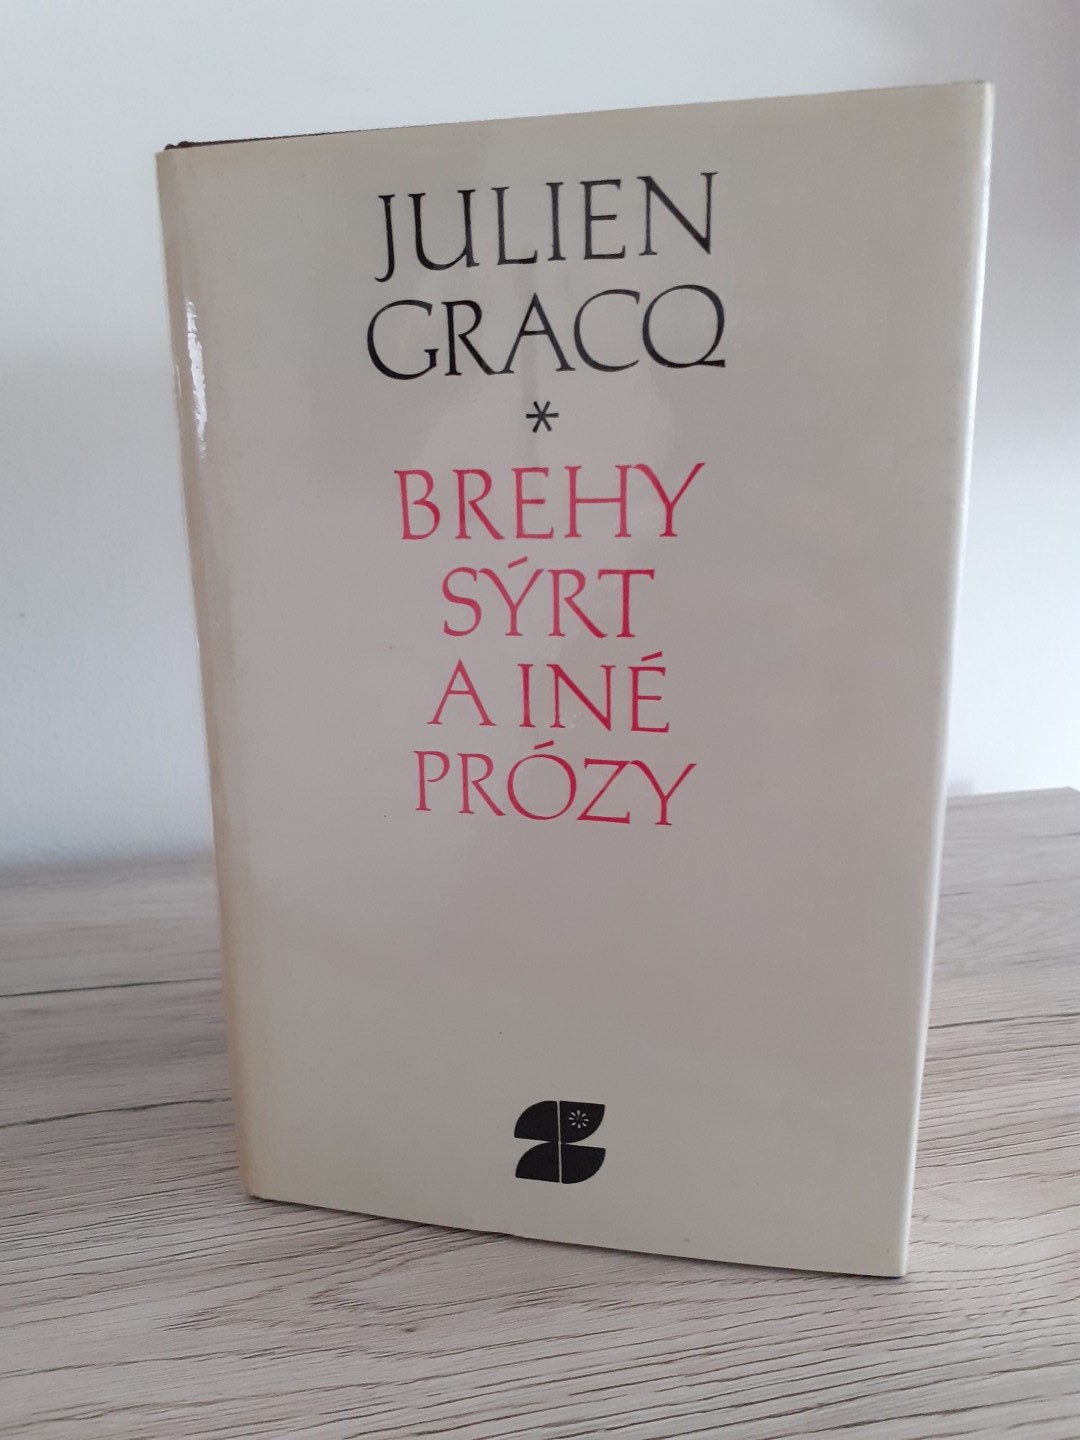 JULIEN
GRACQ
*
BREHY
SÝRT
A INÉ
PRÓZY